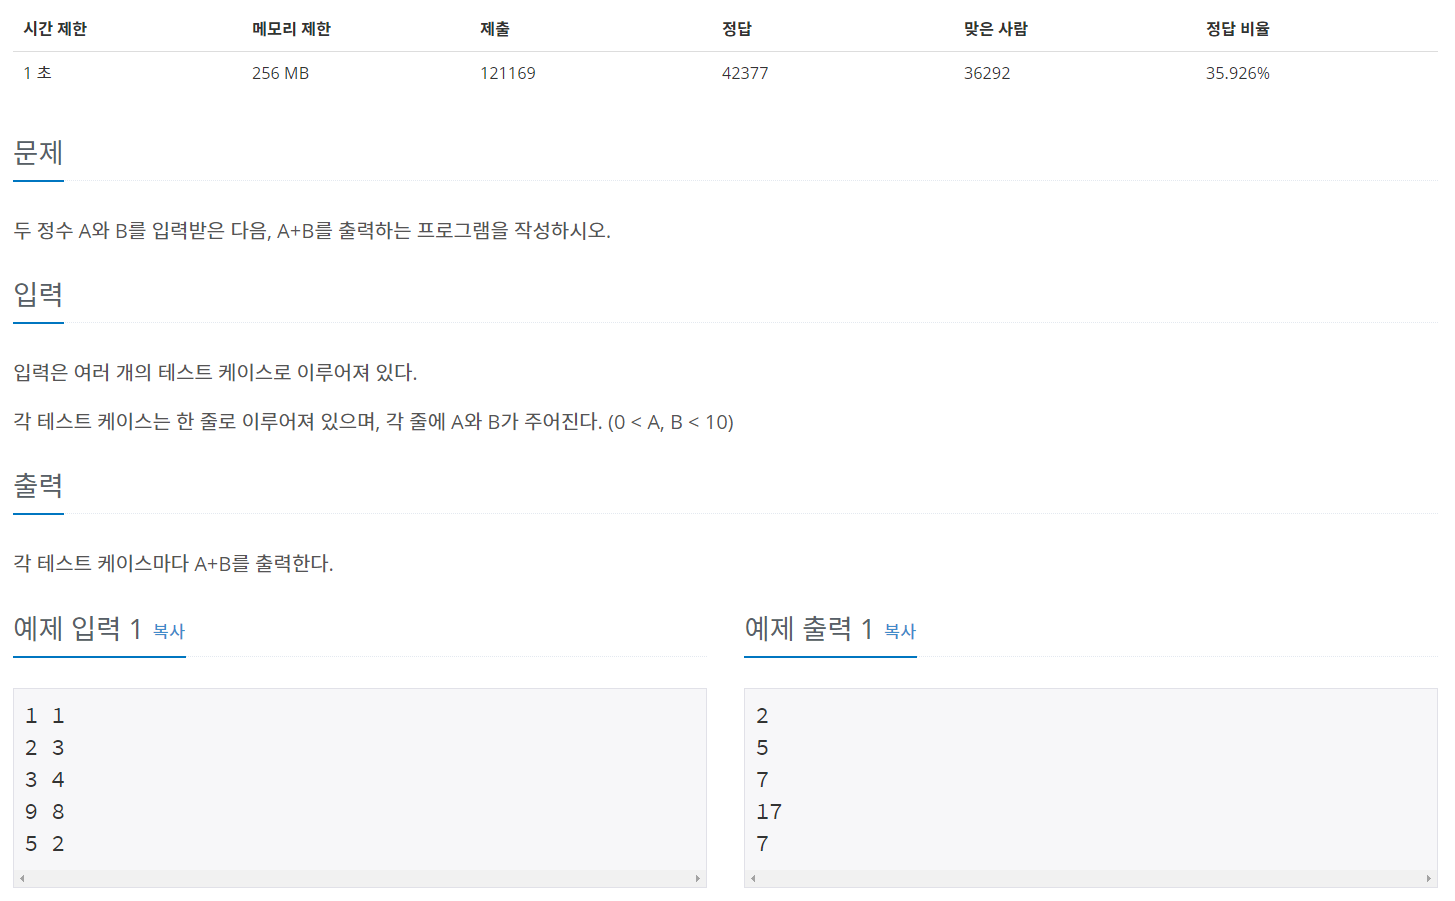 시간 제한 메모리 제한 제출 정답 맞은 사람 정답 비율
1 초 256 MB 121169 42377 36292 35.926%
문제
두 정수 A와 B를 입력받은 다음, A+B를 출력하는 프로그램을 작성하시오.
입력
입력은 여러 개의 테스트 케이스로 이루어져 있다.
각 테스트 케이스는 한 줄로 이루어져 있으며, 각 줄에 A와 B가 주어진다. (0 < A, B < 10)
출력
각 테스트 케이스마다 A+B를 출력한다.
예제 입력 1 복사
1 1
2 3
3 4
9 8
5 2
예제 출력 1 복사
2
5
7
17
7